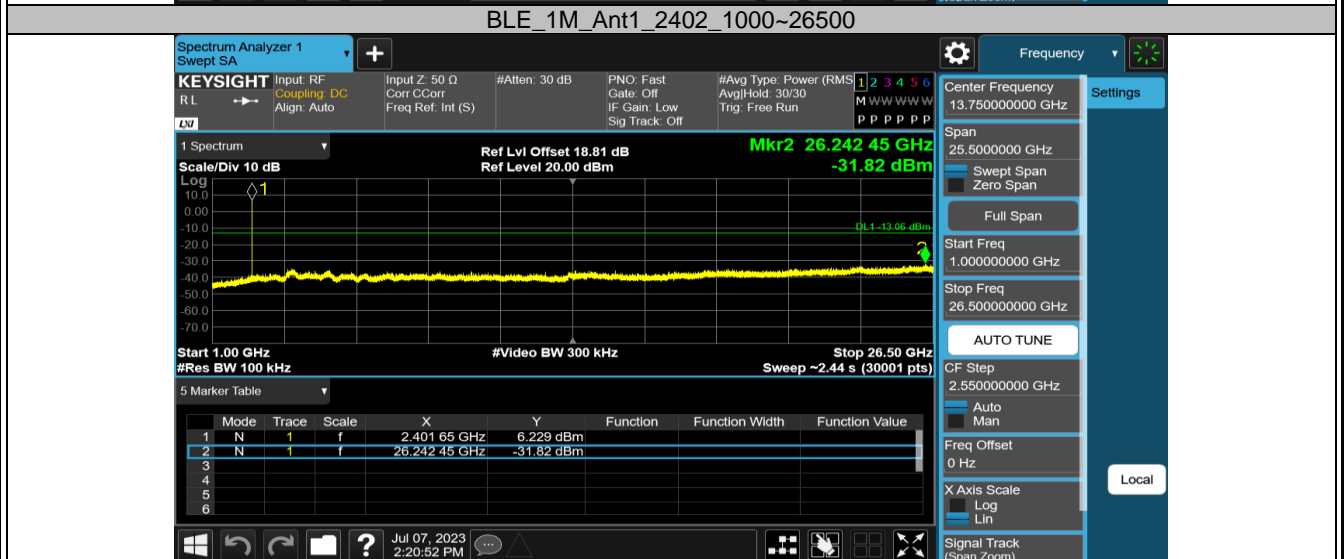 BLE_1M_Ant1_2402_1000~26500
Spectrum Analyzer 1
Swept SA
+
Frequency
KEYSIGHT
RL
LXI
Input: RF
Coupling: DC
Align: Auto
Input Z: 50 Ω
Corr CCorr
Freq Ref: Int (S)
#Atten: 30 dB
PNO: Fast
Gate: Off
IF Gain: Low
Sig Track: Off
#Avg Type: Power (RMS
Avg|Hold: 30/30
Trig: Free Run
1 2 3 4 5 6
M W W W W W
P P P P P P
Center Frequency
13.750000000 GHz
Settings
1 Spectrum
Ref Lvl Offset 18.81 dB
Mkr2 26.242 45 GHz
Scale/Div 10 dB
Ref Level 20.00 dBm
-31.82 dBm
Log
10.0
0.00
-10.0
-20.0
-30.0
-40.0
-50.0
-60.0
-70.0
1
DL1 -13.06 dBm
2
Start 1.00 GHz
#Video BW 300 kHz
Stop 26.50 GHz
#Res BW 100 kHz
Sweep ~2.44 s (30001 pts)
Span
25.5000000 GHz
Swept Span
Zero Span
Full Span
Start Freq
1.000000000 GHz
Stop Freq
26.500000000 GHz
AUTO TUNE
CF Step
2.550000000 GHz
Auto
Man
Freq Offset
0 Hz
X Axis Scale
Log
Lin
Signal Track
(Span Zoom)
Local
5 Marker Table
Mode Trace Scale X Y Function Function Width Function Value
1 N 1 f 2.401 65 GHz 6.229 dBm
2 N 1 f 26.242 45 GHz -31.82 dBm
3
4
5
6
?
Jul 07, 2023
2:20:52 PM